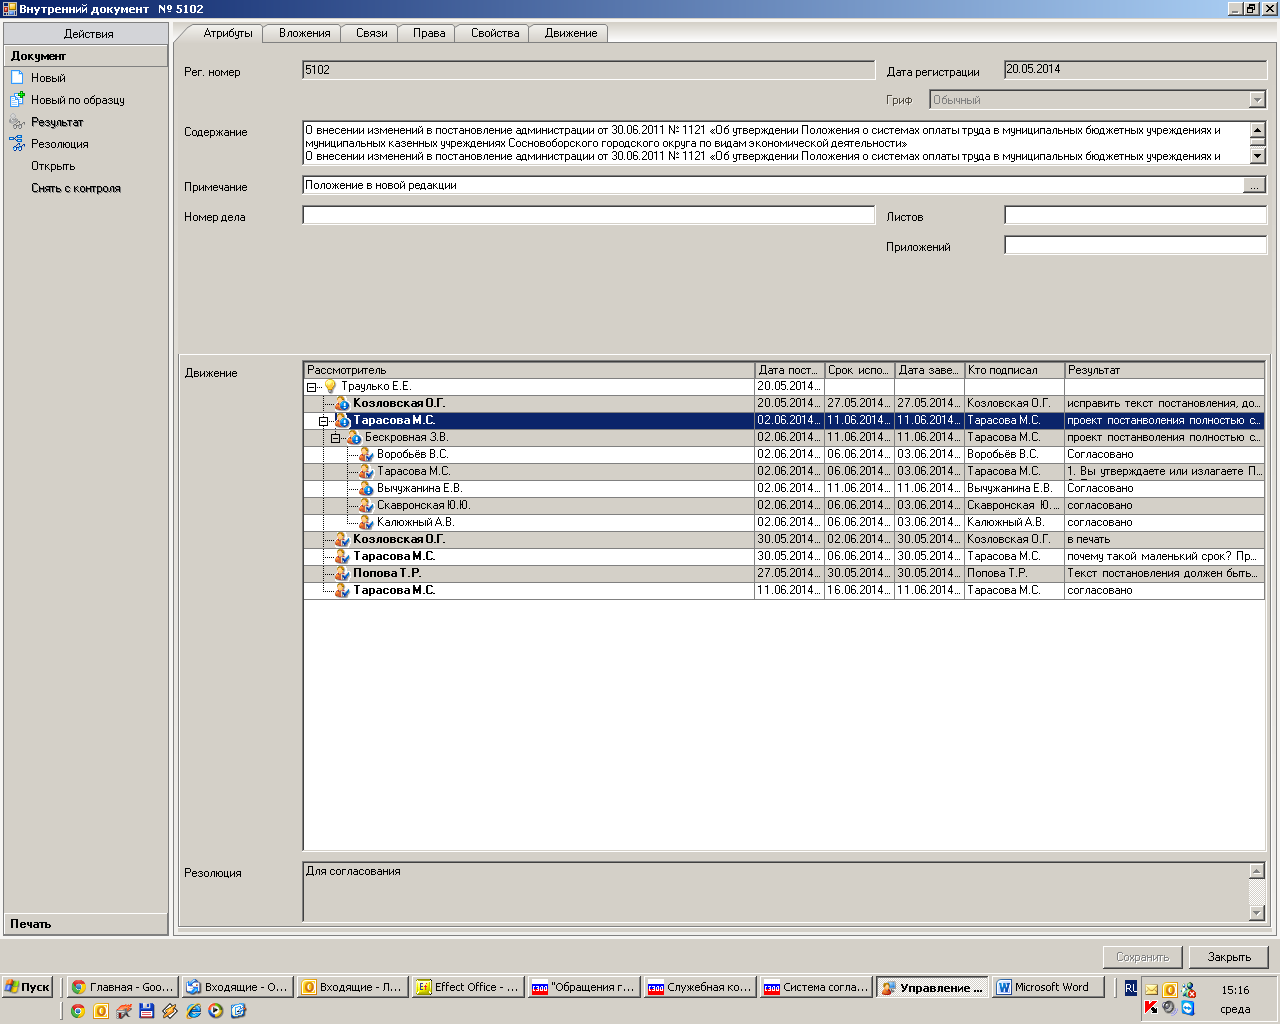 Внутренний документ № 5102
Действия
Документ
Новый
Новый по образцу
Результат
Резолюция
Открыть
Снять с контроля
Печать
Атрибуты Вложения Связи Права Свойства Движение
Рег. номер 5102 Дата регистрации 20.05.2014
Гриф Обычный
Содержание
О внесении изменений в постановление администрации от 30.06.2011 № 1121 «Об утверждении Положения о системах оплаты труда в муниципальных бюджетных учреждениях и
муниципальных казенных учреждениях Сосновоборского городского округа по видам экономической деятельности»
О внесении изменений в постановление администрации от 30.06.2011 № 1121 «Об утверждении Положения о системах оплаты труда в муниципальных бюджетных учреждениях и
Примечание Положение в новой редакции ...
Номер дела Листов
Приложений
Движение
Рассмотритель Дата пост... Срок испо... Дата заве... Кто подписал Результат
Траулько Е.Е. 20.05.2014...
Козловская О.Г. 20.05.2014... 27.05.2014... 27.05.2014... Козловская О.Г. исправить текст постановления, до...
Тарасова М.С. 02.06.2014... 11.06.2014... 11.06.2014... Тарасова М.С. проект постанволения полностью с...
Бескровная З.В. 02.06.2014... 11.06.2014... 11.06.2014... Тарасова М.С. проект постанволения полностью с...
Воробьёв В.С. 02.06.2014... 06.06.2014... 03.06.2014... Воробьёв В.С. Согласовано
Тарасова М.С. 02.06.2014... 06.06.2014... 03.06.2014... Тарасова М.С. 1. Вы утверждаете или излагаете П...
Вычужанина Е.В. 02.06.2014... 11.06.2014... 11.06.2014... Вычужанина Е.В. Согласовано
Скавронская Ю.Ю. 02.06.2014... 06.06.2014... 03.06.2014... Скавронская Ю.... согласовано
Калюжный А.В. 02.06.2014... 06.06.2014... 03.06.2014... Калюжный А.В. согласовано
Козловская О.Г. 30.05.2014... 02.06.2014... 30.05.2014... Козловская О.Г. в печать
Тарасова М.С. 30.05.2014... 06.06.2014... 30.05.2014... Тарасова М.С. почему такой маленький срок? Пр...
Попова Т.Р. 27.05.2014... 30.05.2014... 30.05.2014... Попова Т.Р. Текст постановления должен быть...
Тарасова М.С. 11.06.2014... 16.06.2014... 11.06.2014... Тарасова М.С. согласовано
Резолюция Для согласования
Сохранить Закрыть
Пуск Главная - Goo... Входящие - О... Входящие - Л... Effect Office - ... "Обращения г... Служебная ко... Система согла... Управление ... Microsoft Word RU 15:16
среда